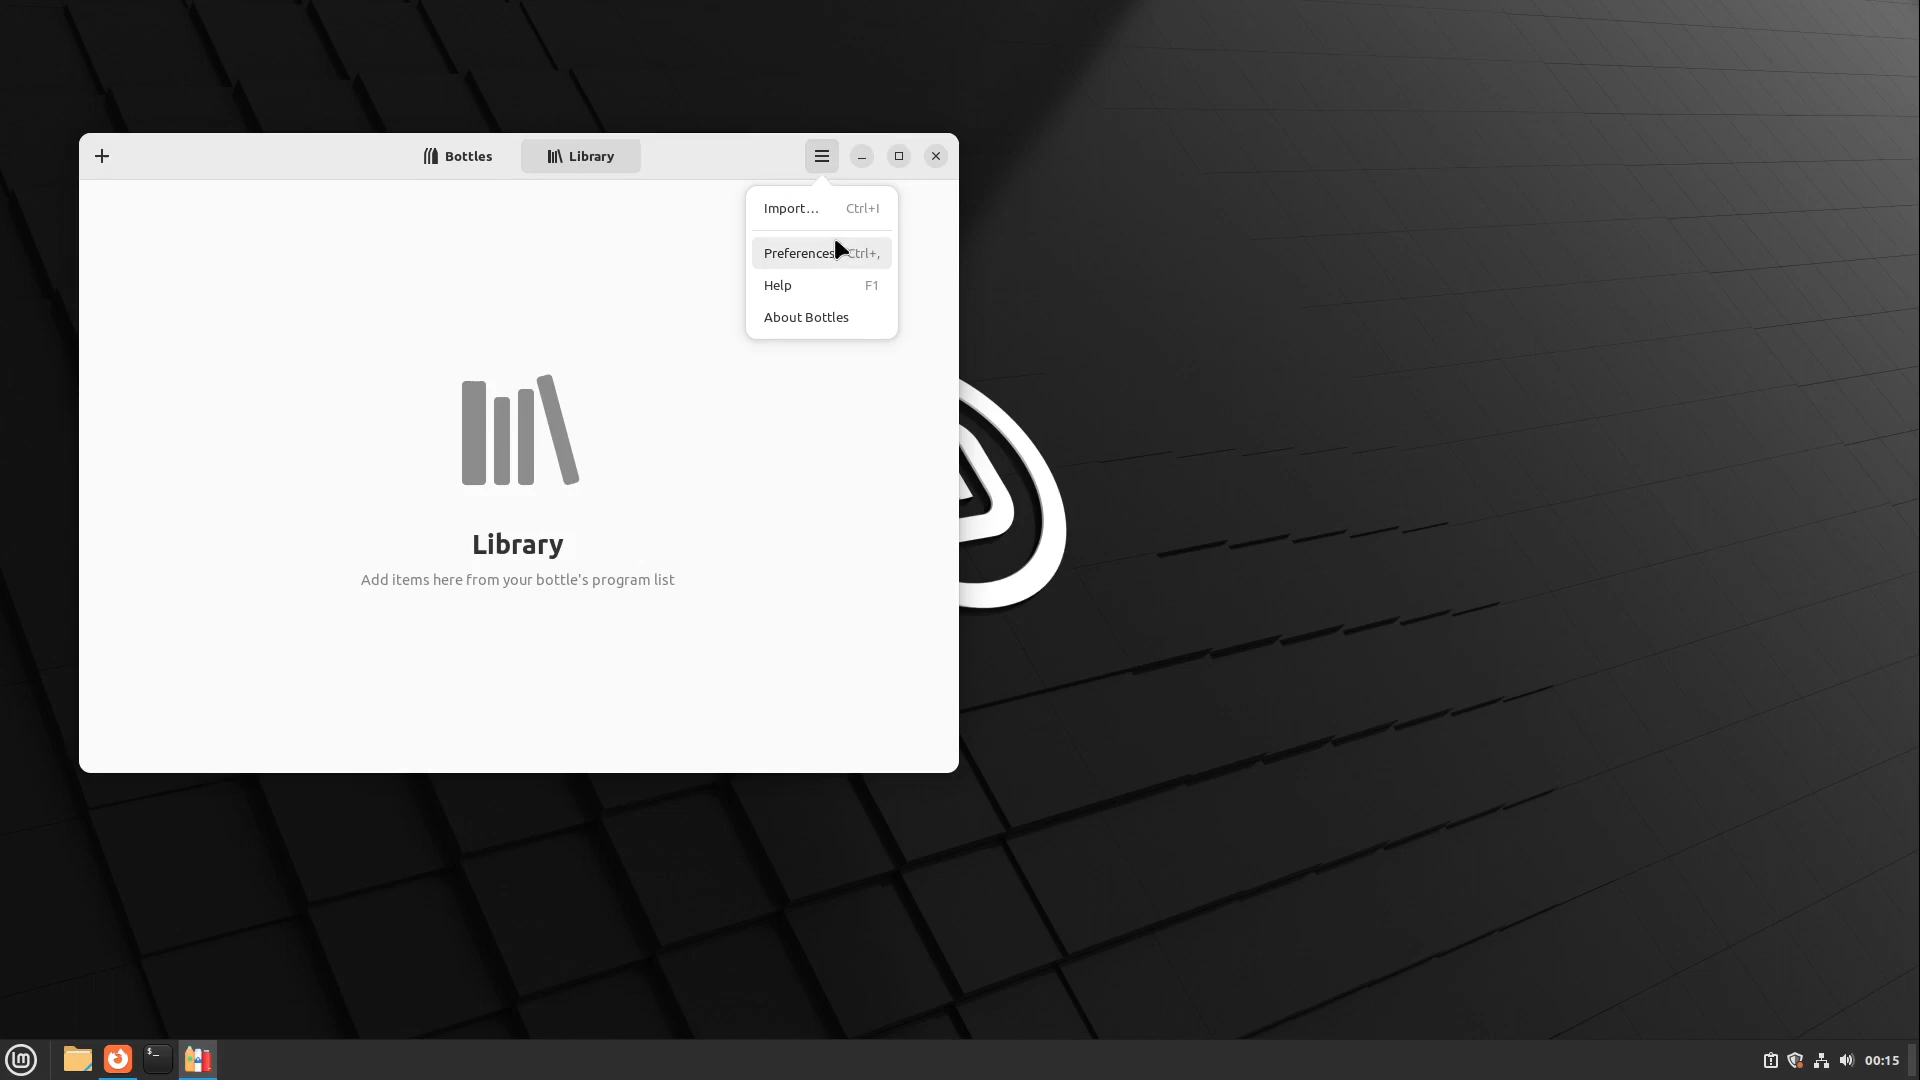 Bottles
Library
Import… Ctrl+I
Preferences Ctrl+,
Help F1
About Bottles
Library
Add items here from your bottle's program list
00:15